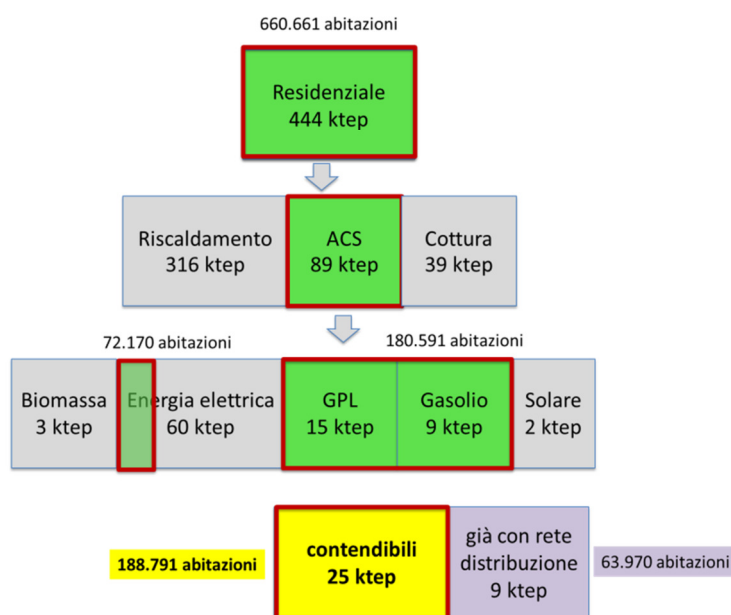 660.661 abitazioni
Residenziale
444 ktep
Riscaldamento
316 ktep
ACS
89 ktep
Cottura
39 ktep
72.170 abitazioni
180.591 abitazioni
Biomassa
3 ktep
Energia elettrica
60 ktep
GPL
15 ktep
Gasolio
9 ktep
Solare
2 ktep
188.791 abitazioni
contendibili
25 ktep
già con rete
distribuzione
9 ktep
63.970 abitazioni